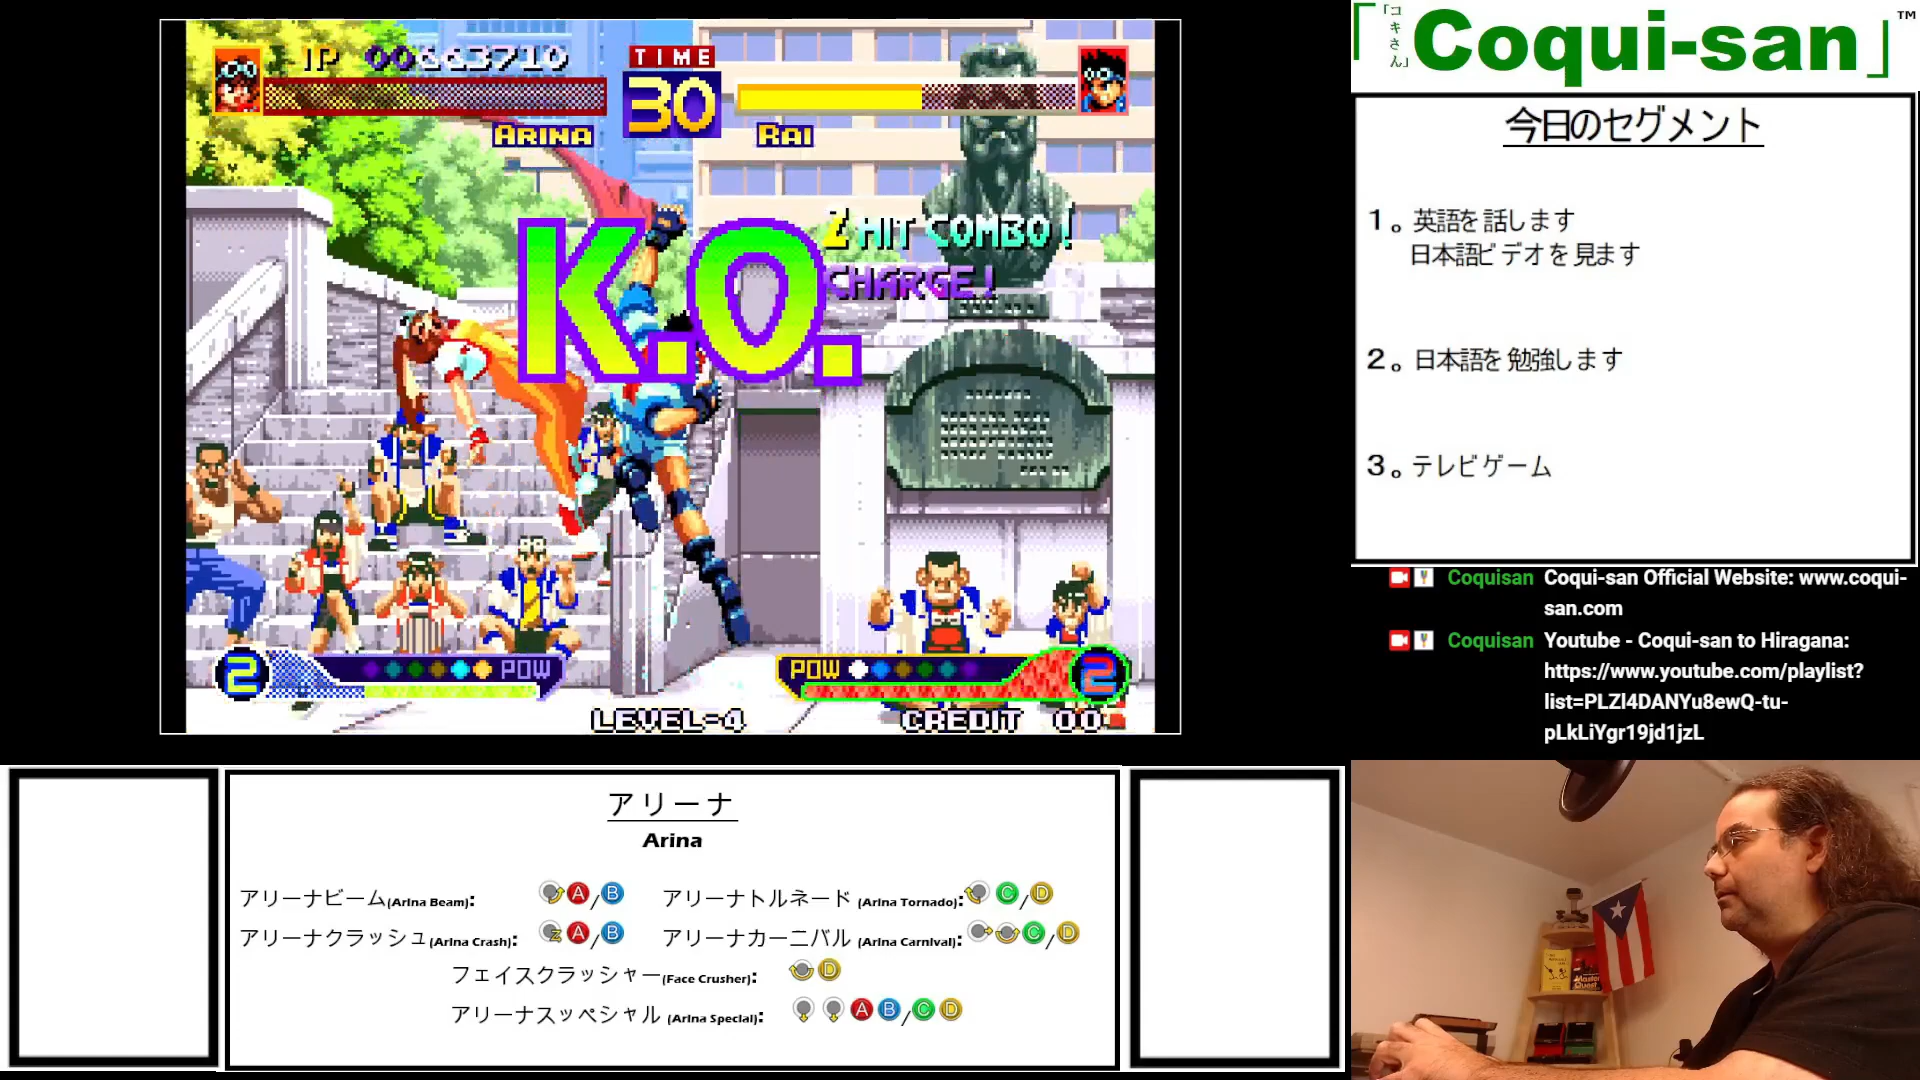 1P 00663710
TIME
30
ARINA
RAI
K.O.
2 HIT COMBO!
CHARGE!
2
POW
POW
2
LEVEL-4
CREDIT 00
「「コキさん」Coqui-san」™
今日のセグメント
1。英語を話します
日本語ビデオを見ます
2。日本語を勉強します
3。テレビゲーム
Coquisan Coqui-san Official Website: www.coqui-
san.com
Coquisan Youtube - Coqui-san to Hiragana:
https://www.youtube.com/playlist?
list=PLZl4DANYu8ewQ-tu-
pLkLiYgr19jd1jzL
アリーナ
Arina
アリーナビーム(Arina Beam): A/B
アリーナトルネード (Arina Tornado): C/D
アリーナクラッシュ(Arina Crash): Z A/B
アリーナカーニバル (Arina Carnival): C/D
フェイスクラッシャー(Face Crusher): D
アリーナスッペシャル (Arina Special): A B/C D
Master
Quest